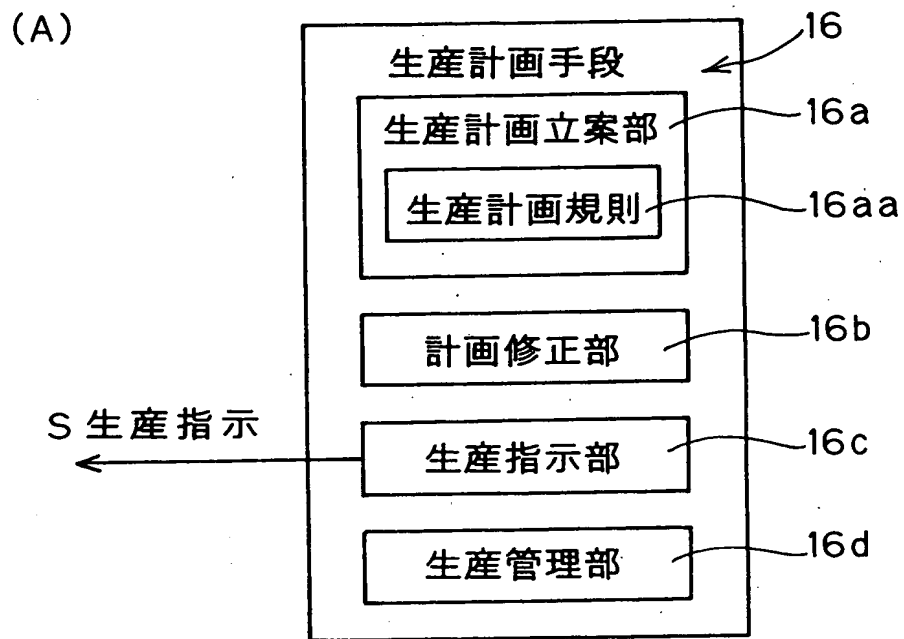 (A)
16
生産計画手段
生産計画立案部
16a
生産計画規則
16aa
計画修正部
16b
S 生産指示
生産指示部
16c
生産管理部
16d